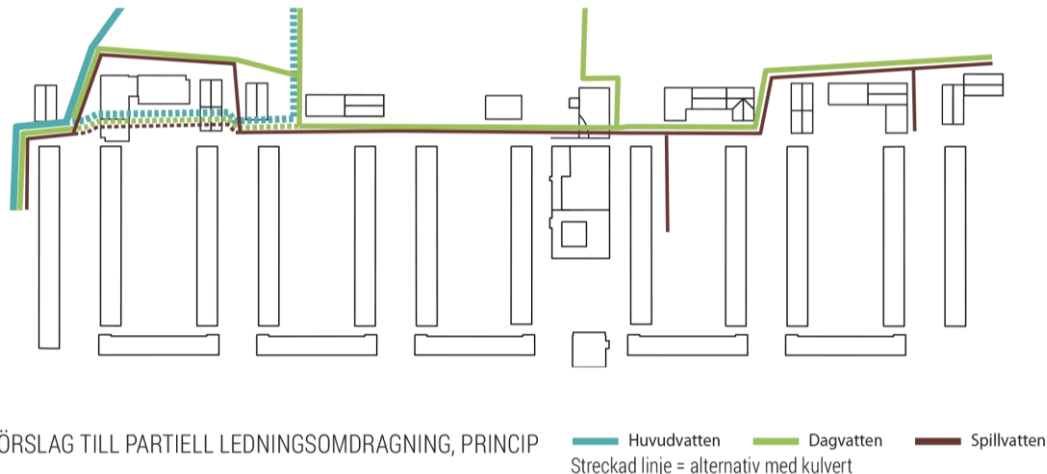 ÖRSLAG TILL PARTIELL LEDNINGSOMDRAGNING, PRINCIP
Huvudvatten Dagvatten Spillvatten
Streckad linje = alternativ med kulvert